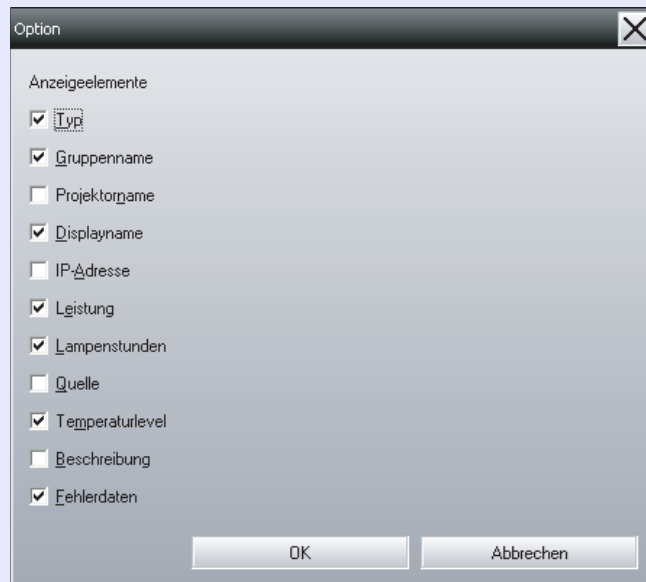 Option
Anzeigeelemente
Typ
Gruppenname
Projektorname
Displayname
IP-Adresse
Leistung
Lampenstunden
Quelle
Temperaturlevel
Beschreibung
Fehlerdaten
OK
Abbrechen